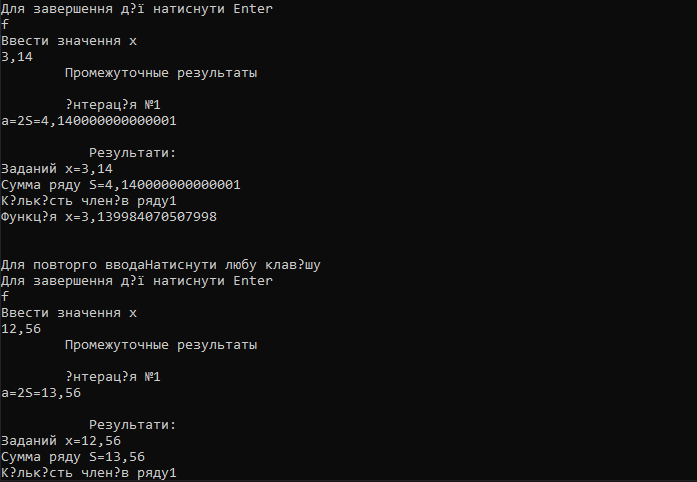 Для завершення д?ї натиснути Enter
f
Ввести значення x
3,14
Промежуточные результаты
?нтерац?я №1
a=2S=4,140000000000001
Результати:
Заданий x=3,14
Сумма ряду S=4,140000000000001
К?льк?сть член?в ряду1
Функц?я x=3,139984070507998
Для повторго вводаНатиснути любу клав?шу
Для завершення д?ї натиснути Enter
f
Ввести значення x
12,56
Промежуточные результаты
?нтерац?я №1
a=2S=13,56
Результати:
Заданий x=12,56
Сумма ряду S=13,56
К?льк?сть член?в ряду1